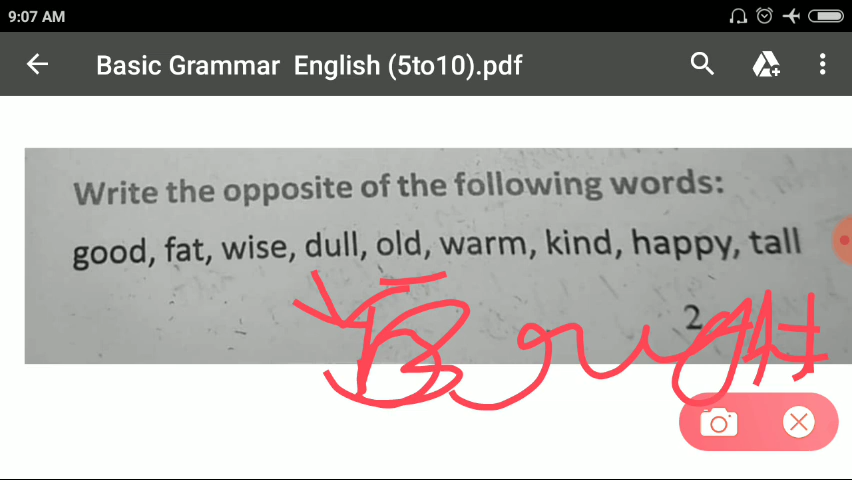 9:07 AM
Basic Grammar English (5to10).pdf
Write the opposite of the following words:
good, fat, wise, dull, old, warm, kind, happy, tall
2
Bright